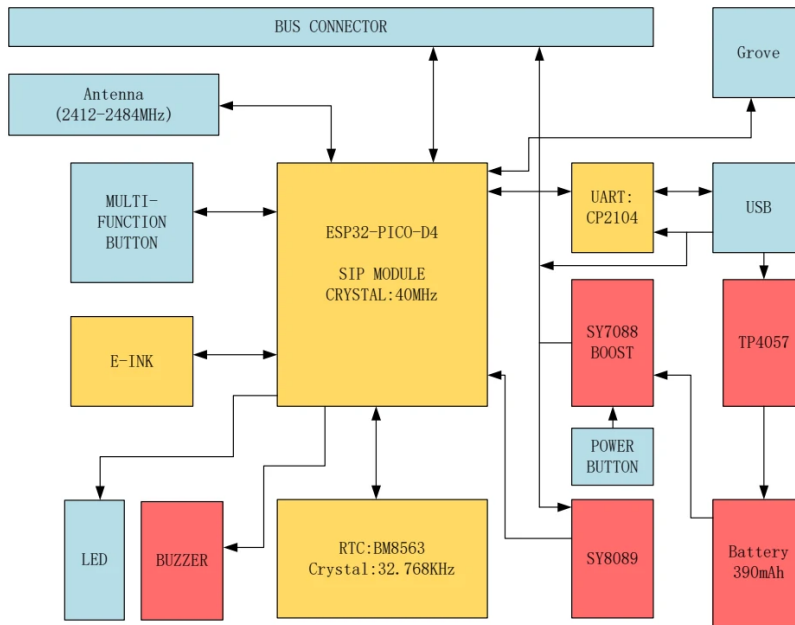 BUS CONNECTOR
Grove
Antenna
(2412-2484MHz)
MULTI-
FUNCTION
BUTTON
ESP32-PICO-D4
SIP MODULE
CRYSTAL:40MHz
UART:
CP2104
USB
E-INK
SY7088
BOOST
TP4057
POWER
BUTTON
LED
BUZZER
RTC:BM8563
Crystal:32.768KHz
SY8089
Battery
390mAh